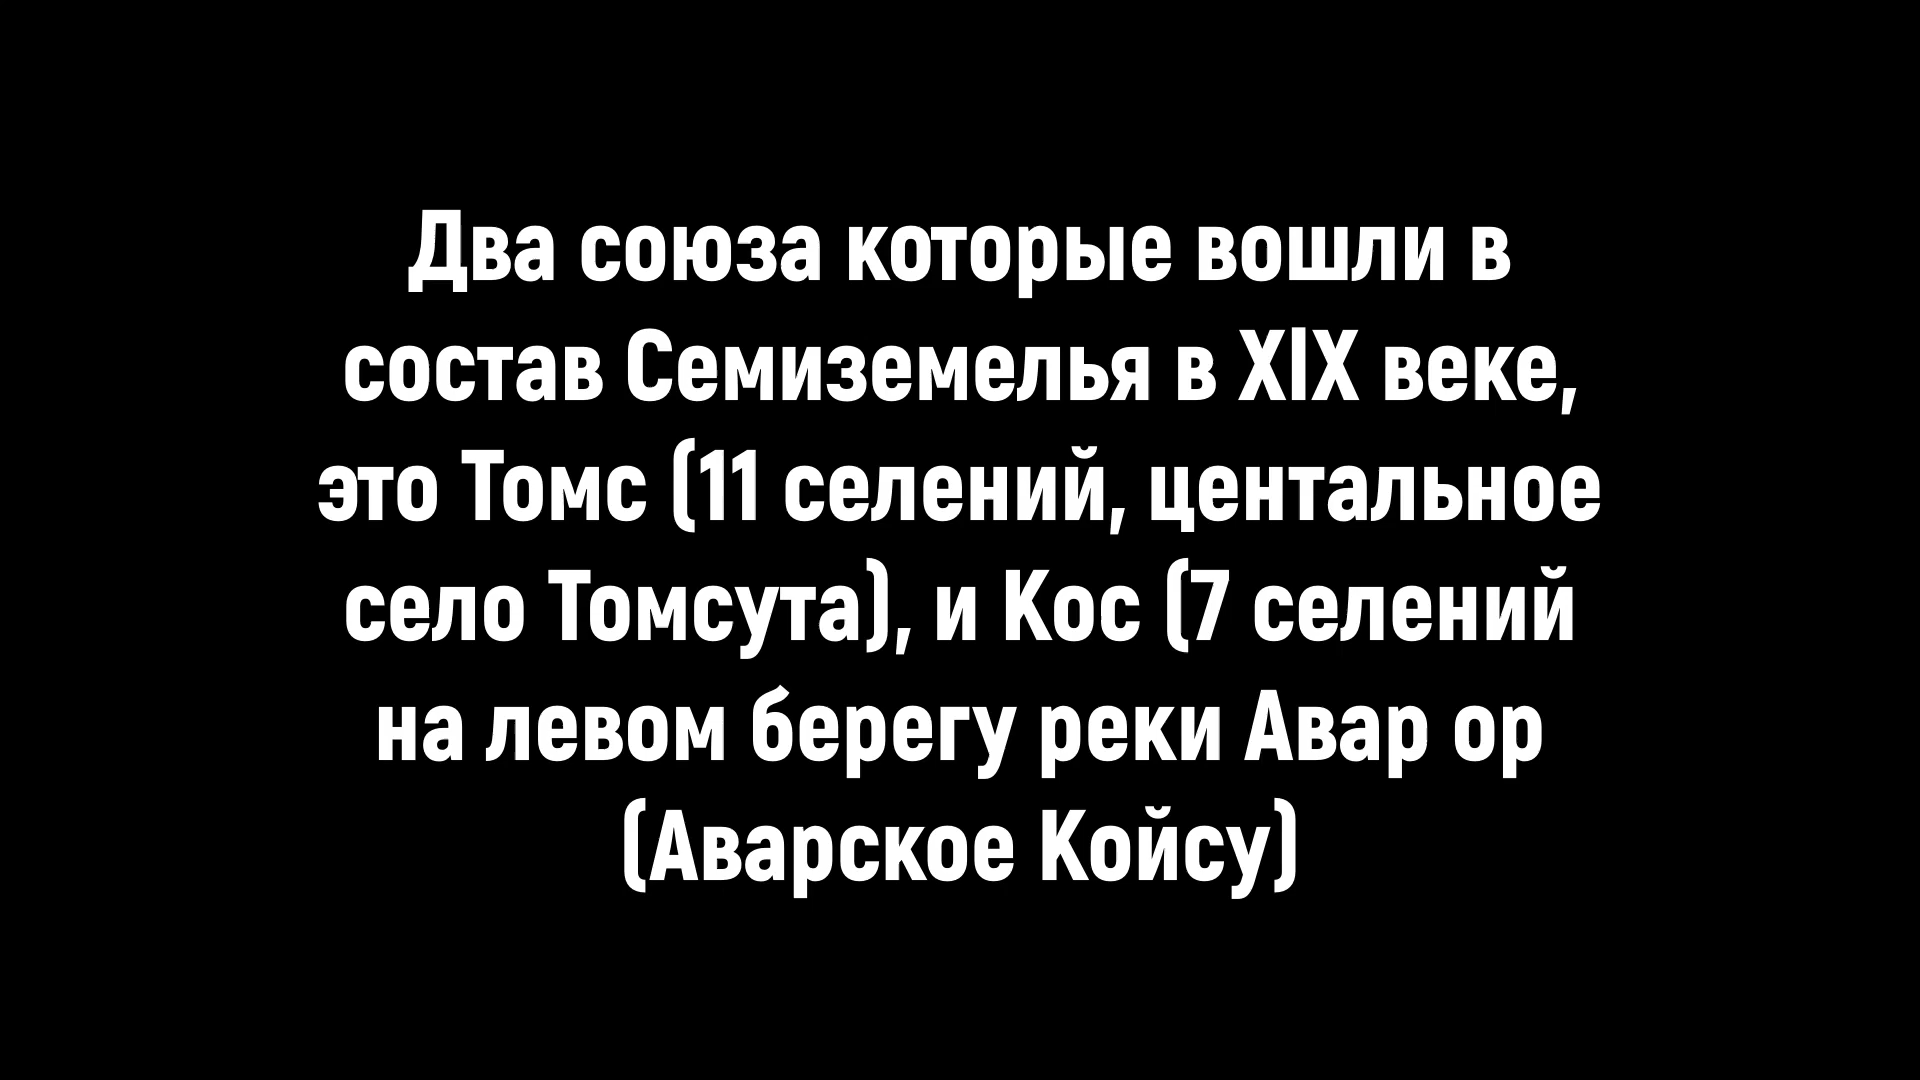 Два союза которые вошли в
состав Семиземелья в XIX веке,
это Томс (11 селений, центальное
село Томсута), и Кос (7 селений
на левом берегу реки Авар ор
(Аварское Койсу)